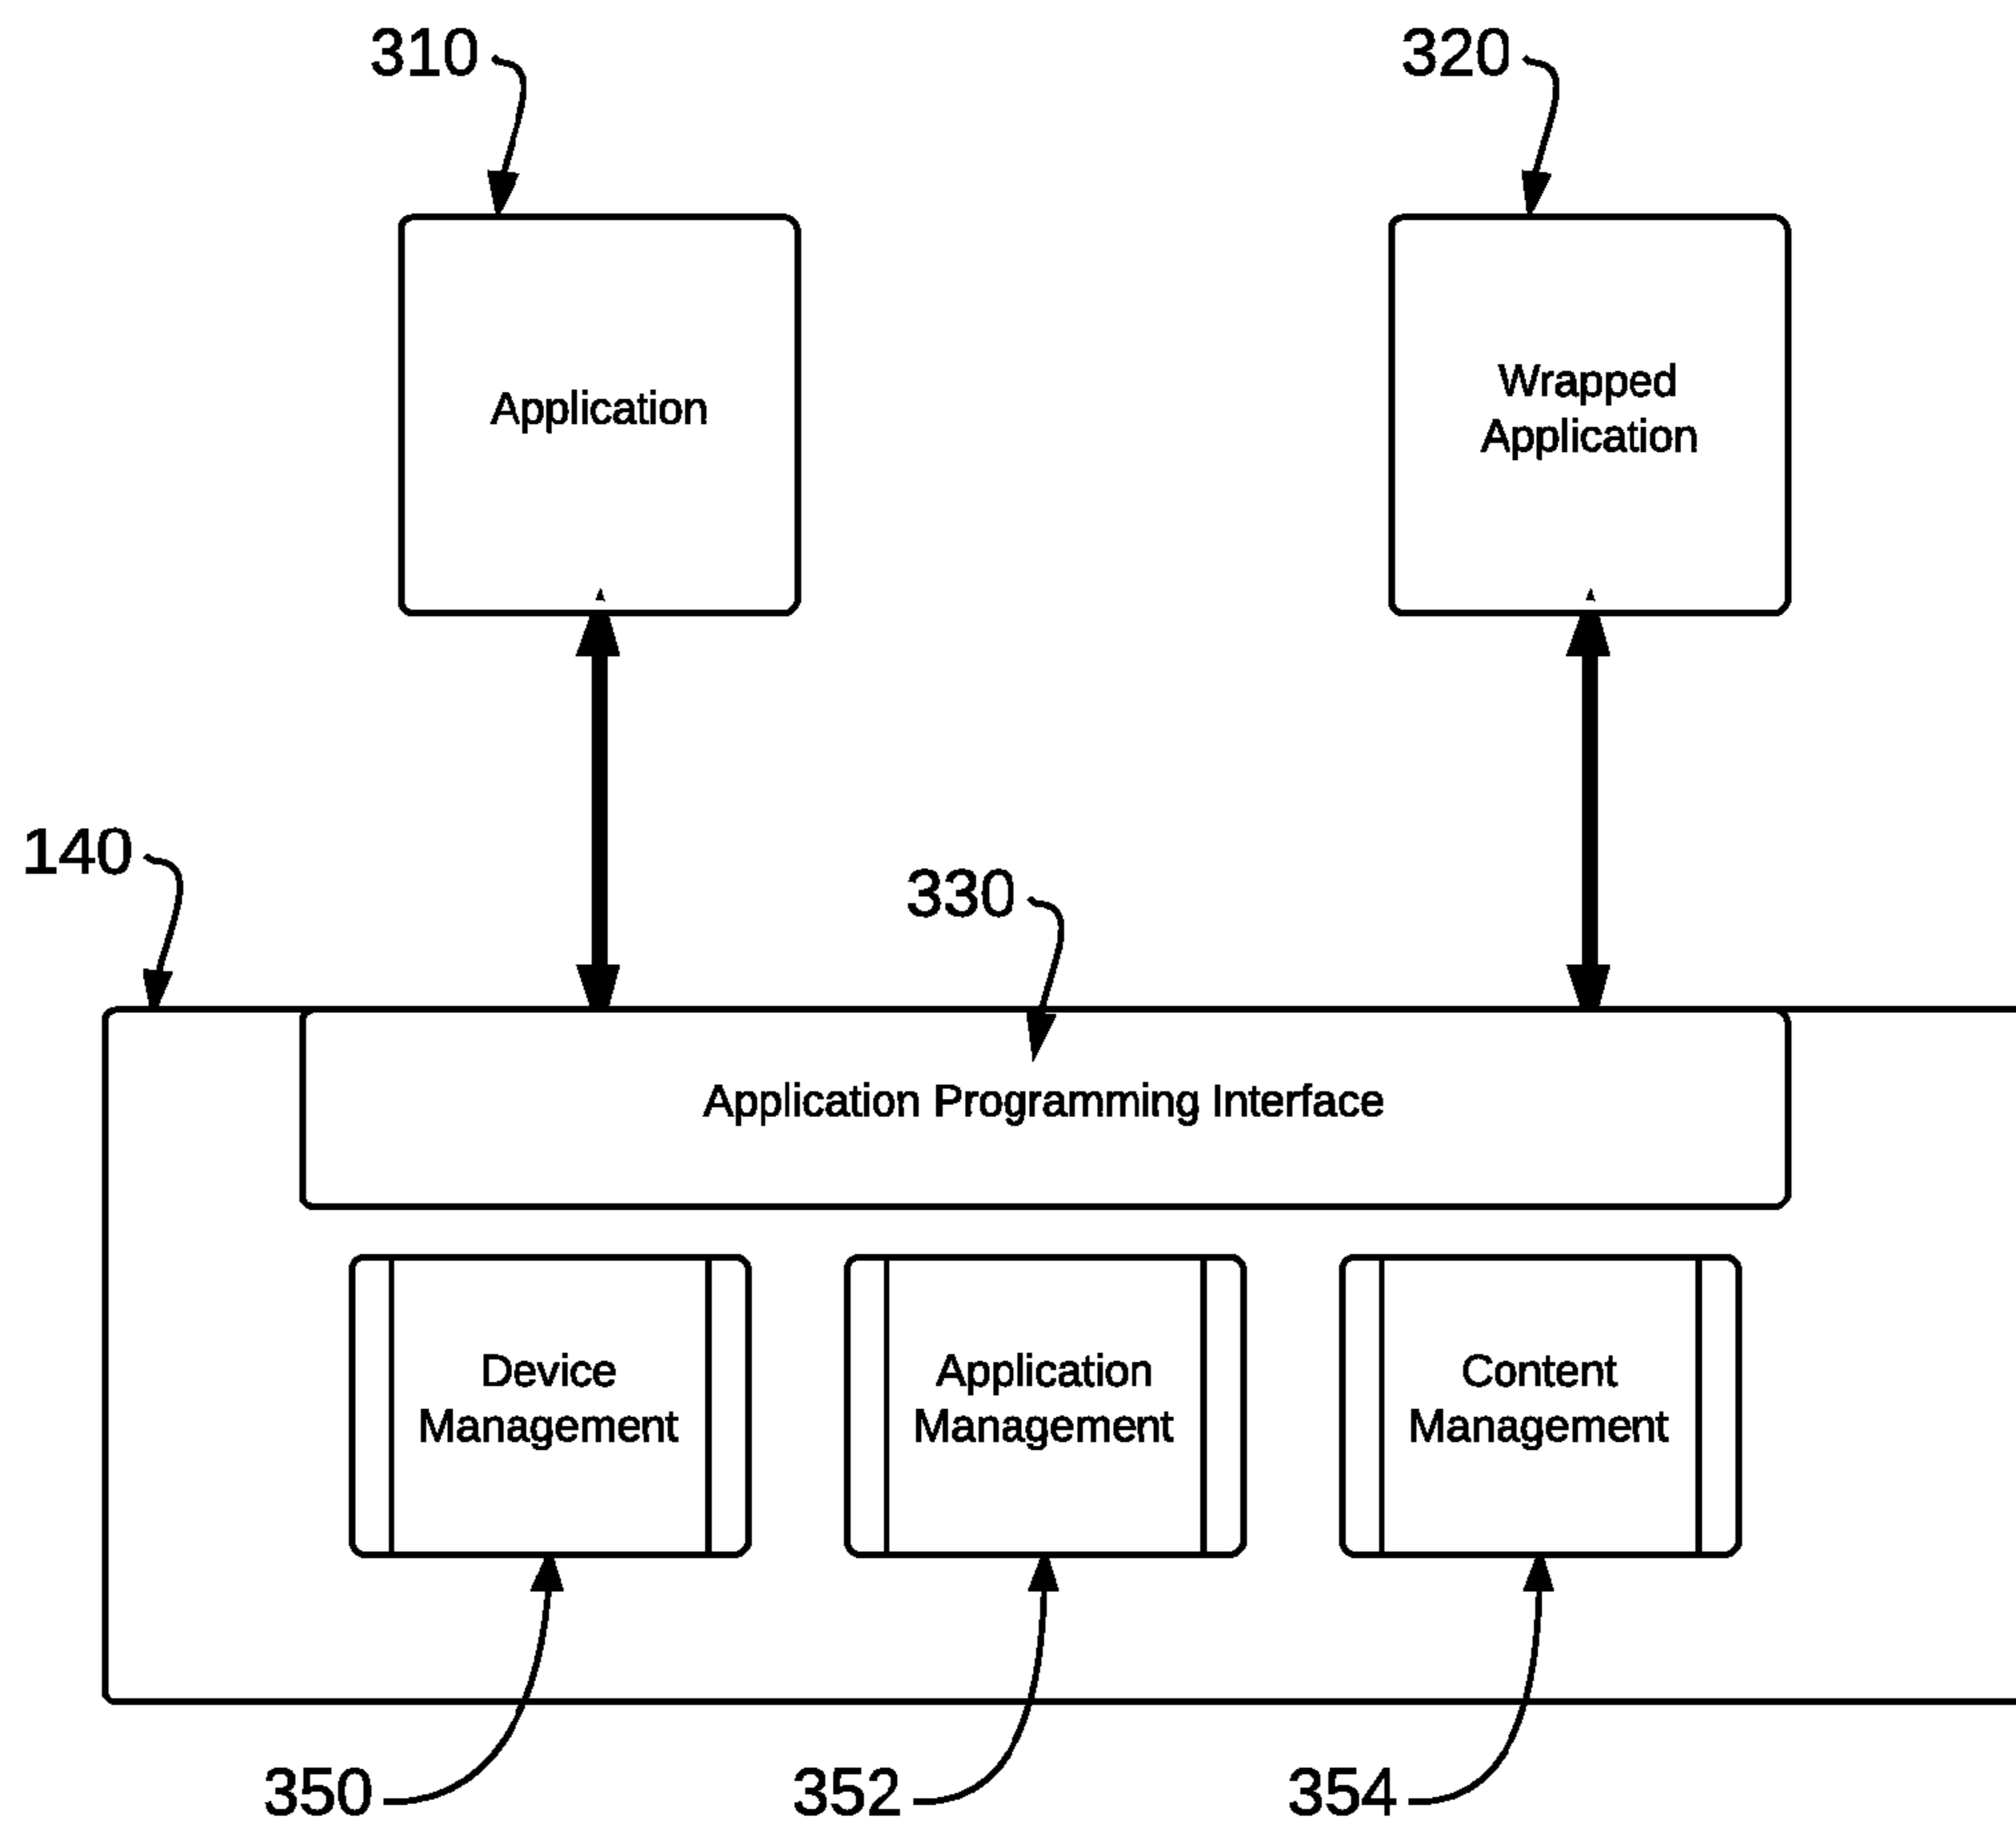 310
320
Application
Wrapped
Application
140
330
Application Programming Interface
Device
Management
Application
Management
Content
Management
350
352
354